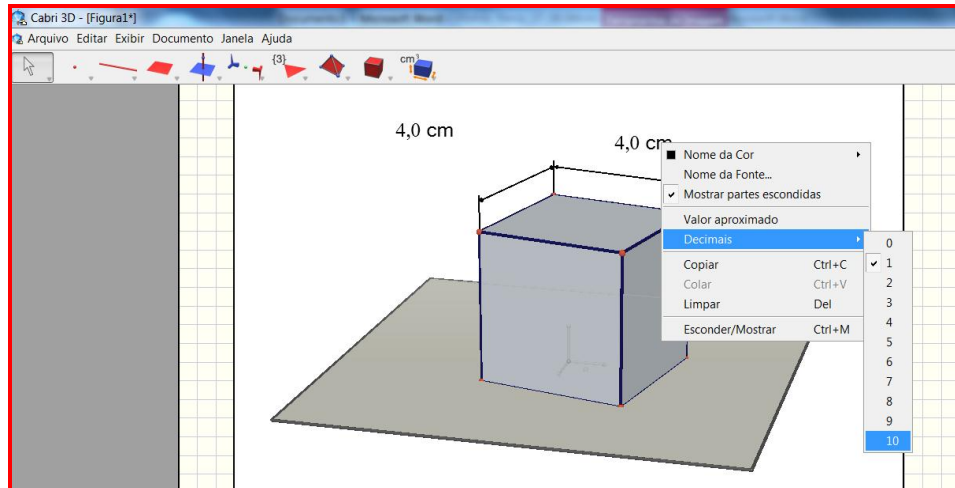 Cabri 3D - [Figura1*]
Arquivo Editar Exibir Documento Janela Ajuda
{3}
cm³
4,0 cm
4,0 cm
Nome da Cor
Nome da Fonte...
Mostrar partes escondidas
Valor aproximado
Decimais
Copiar Ctrl+C
Colar Ctrl+V
Limpar Del
Esconder/Mostrar Ctrl+M
0
1
2
3
4
5
6
7
8
9
10